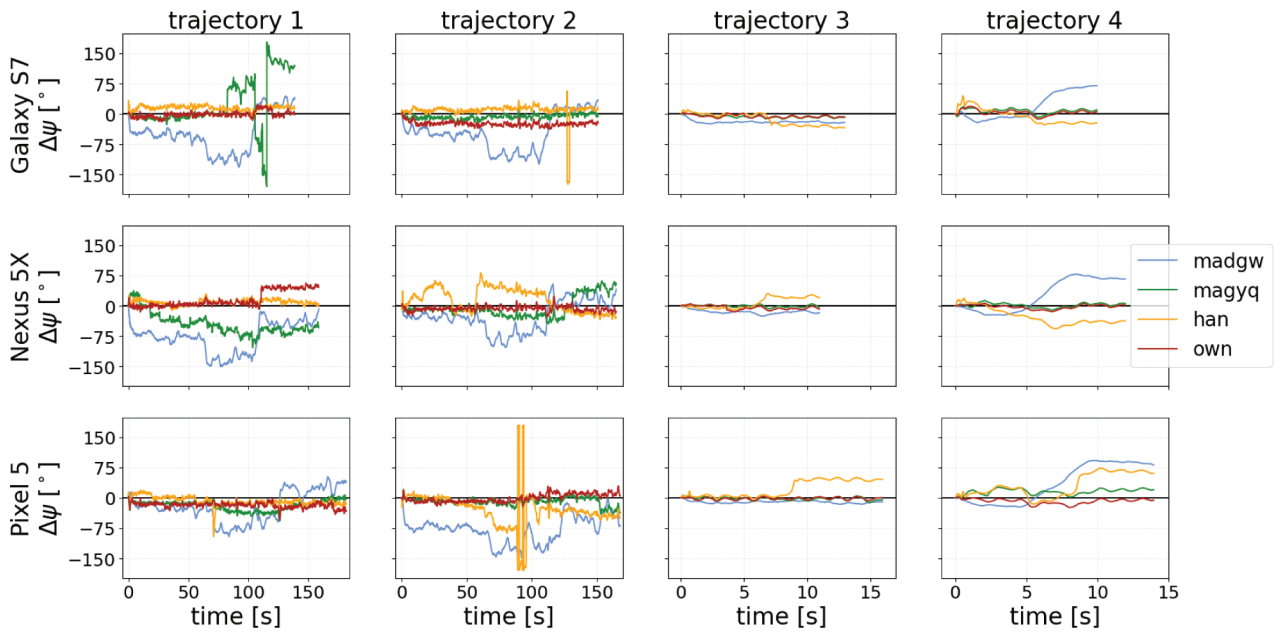 trajectory 1 trajectory 2 trajectory 3 trajectory 4
Galaxy S7
Δψ [°]
150
75
0
−75
−150
Nexus 5X
Δψ [°]
150
75
0
−75
−150
madgw
magyq
han
own
Pixel 5
Δψ [°]
150
75
0
−75
−150
0 50 100 150 0 50 100 150 0 5 10 15 0 5 10 15
time [s] time [s] time [s] time [s]